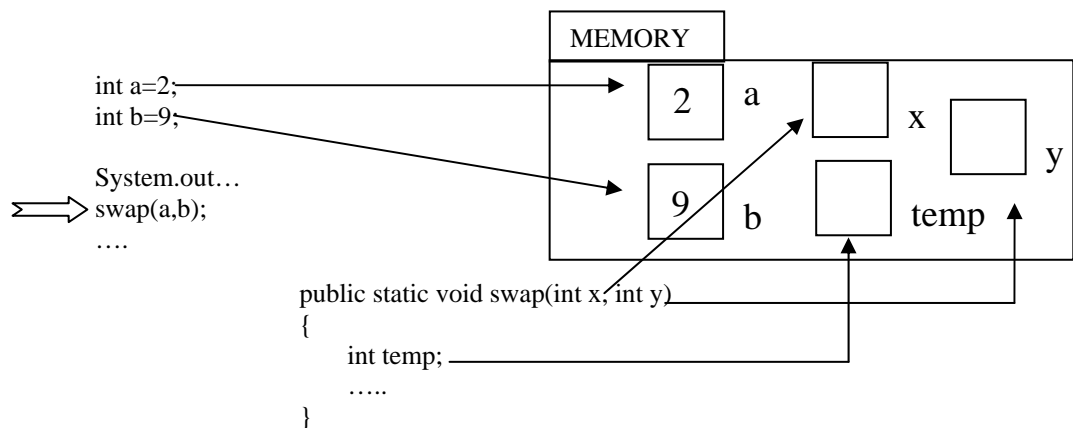 MEMORY
int a=2;
int b=9;
2 a
x
y
System.out…
swap(a,b);
….
9 b
temp
public static void swap(int x, int y)
{
int temp;
…..
}